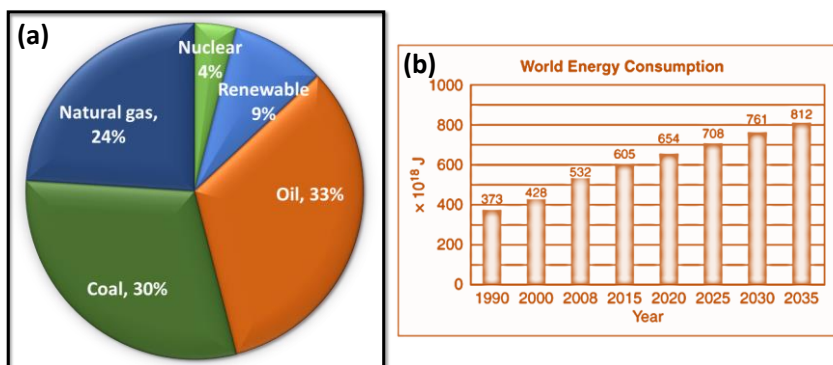 (a)
Nuclear
4%
Renewable
9%
Natural gas,
24%
Oil, 33%
Coal, 30%
(b)
World Energy Consumption
× 10¹⁸ J
1000
800
600
400
200
0
373
428
532
605
654
708
761
812
1990 2000 2008 2015 2020 2025 2030 2035
Year